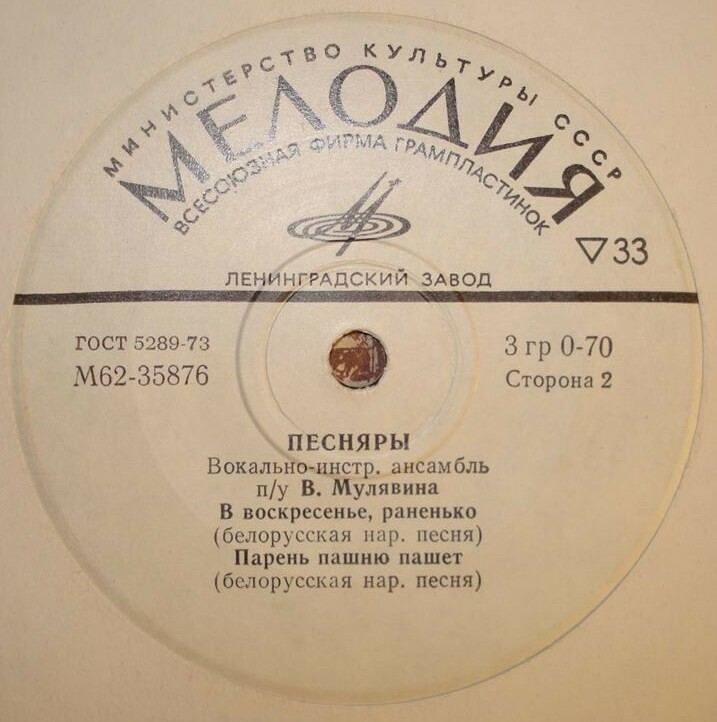 МИНИСТЕРСТВО КУЛЬТУРЫ СССР
МЕЛОДИЯ
ВСЕСОЮЗНАЯ ФИРМА ГРАМПЛАСТИНОК
▽33
ЛЕНИНГРАДСКИЙ ЗАВОД
ГОСТ 5289-73
М62-35876
3 гр 0-70
Сторона 2
ПЕСНЯРЫ
Вокально-инстр. ансамбль
п/у В. Мулявина
В воскресенье, раненько
(белорусская нар. песня)
Парень пашню пашет
(белорусская нар. песня)